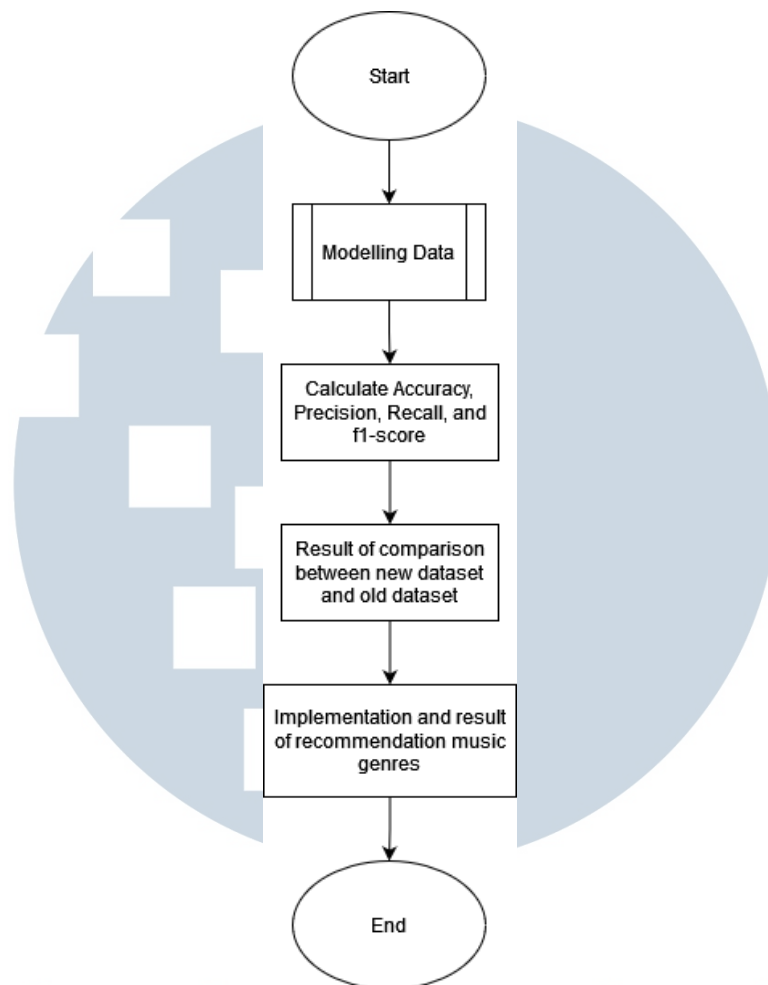 Start
Modelling Data
Calculate Accuracy,
Precision, Recall, and
f1-score
Result of comparison
between new dataset
and old dataset
Implementation and result
of recommendation music
genres
End